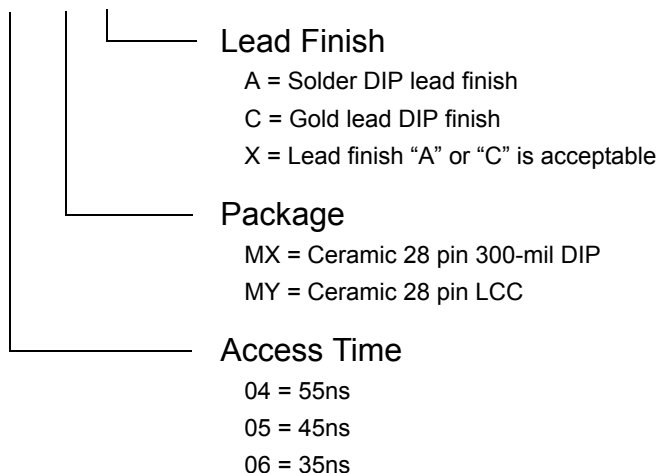 Lead Finish
A = Solder DIP lead finish
C = Gold lead DIP finish
X = Lead finish “A” or “C” is acceptable
Package
MX = Ceramic 28 pin 300-mil DIP
MY = Ceramic 28 pin LCC
Access Time
04 = 55ns
05 = 45ns
06 = 35ns